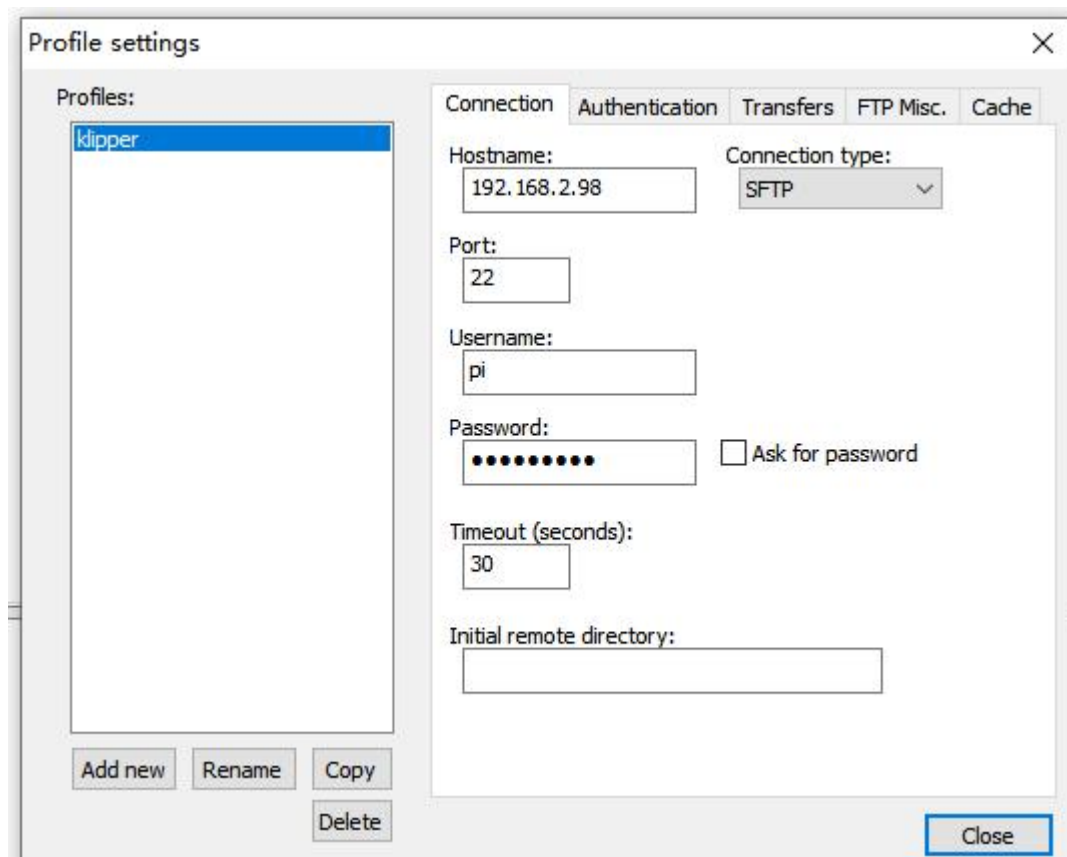 Profile settings
Profiles:
klipper
Add new
Rename
Copy
Delete
Connection
Authentication
Transfers
FTP Misc.
Cache
Hostname:
192.168.2.98
Connection type:
SFTP
Port:
22
Username:
pi
Password:
•••••••••
Ask for password
Timeout (seconds):
30
Initial remote directory:
Close